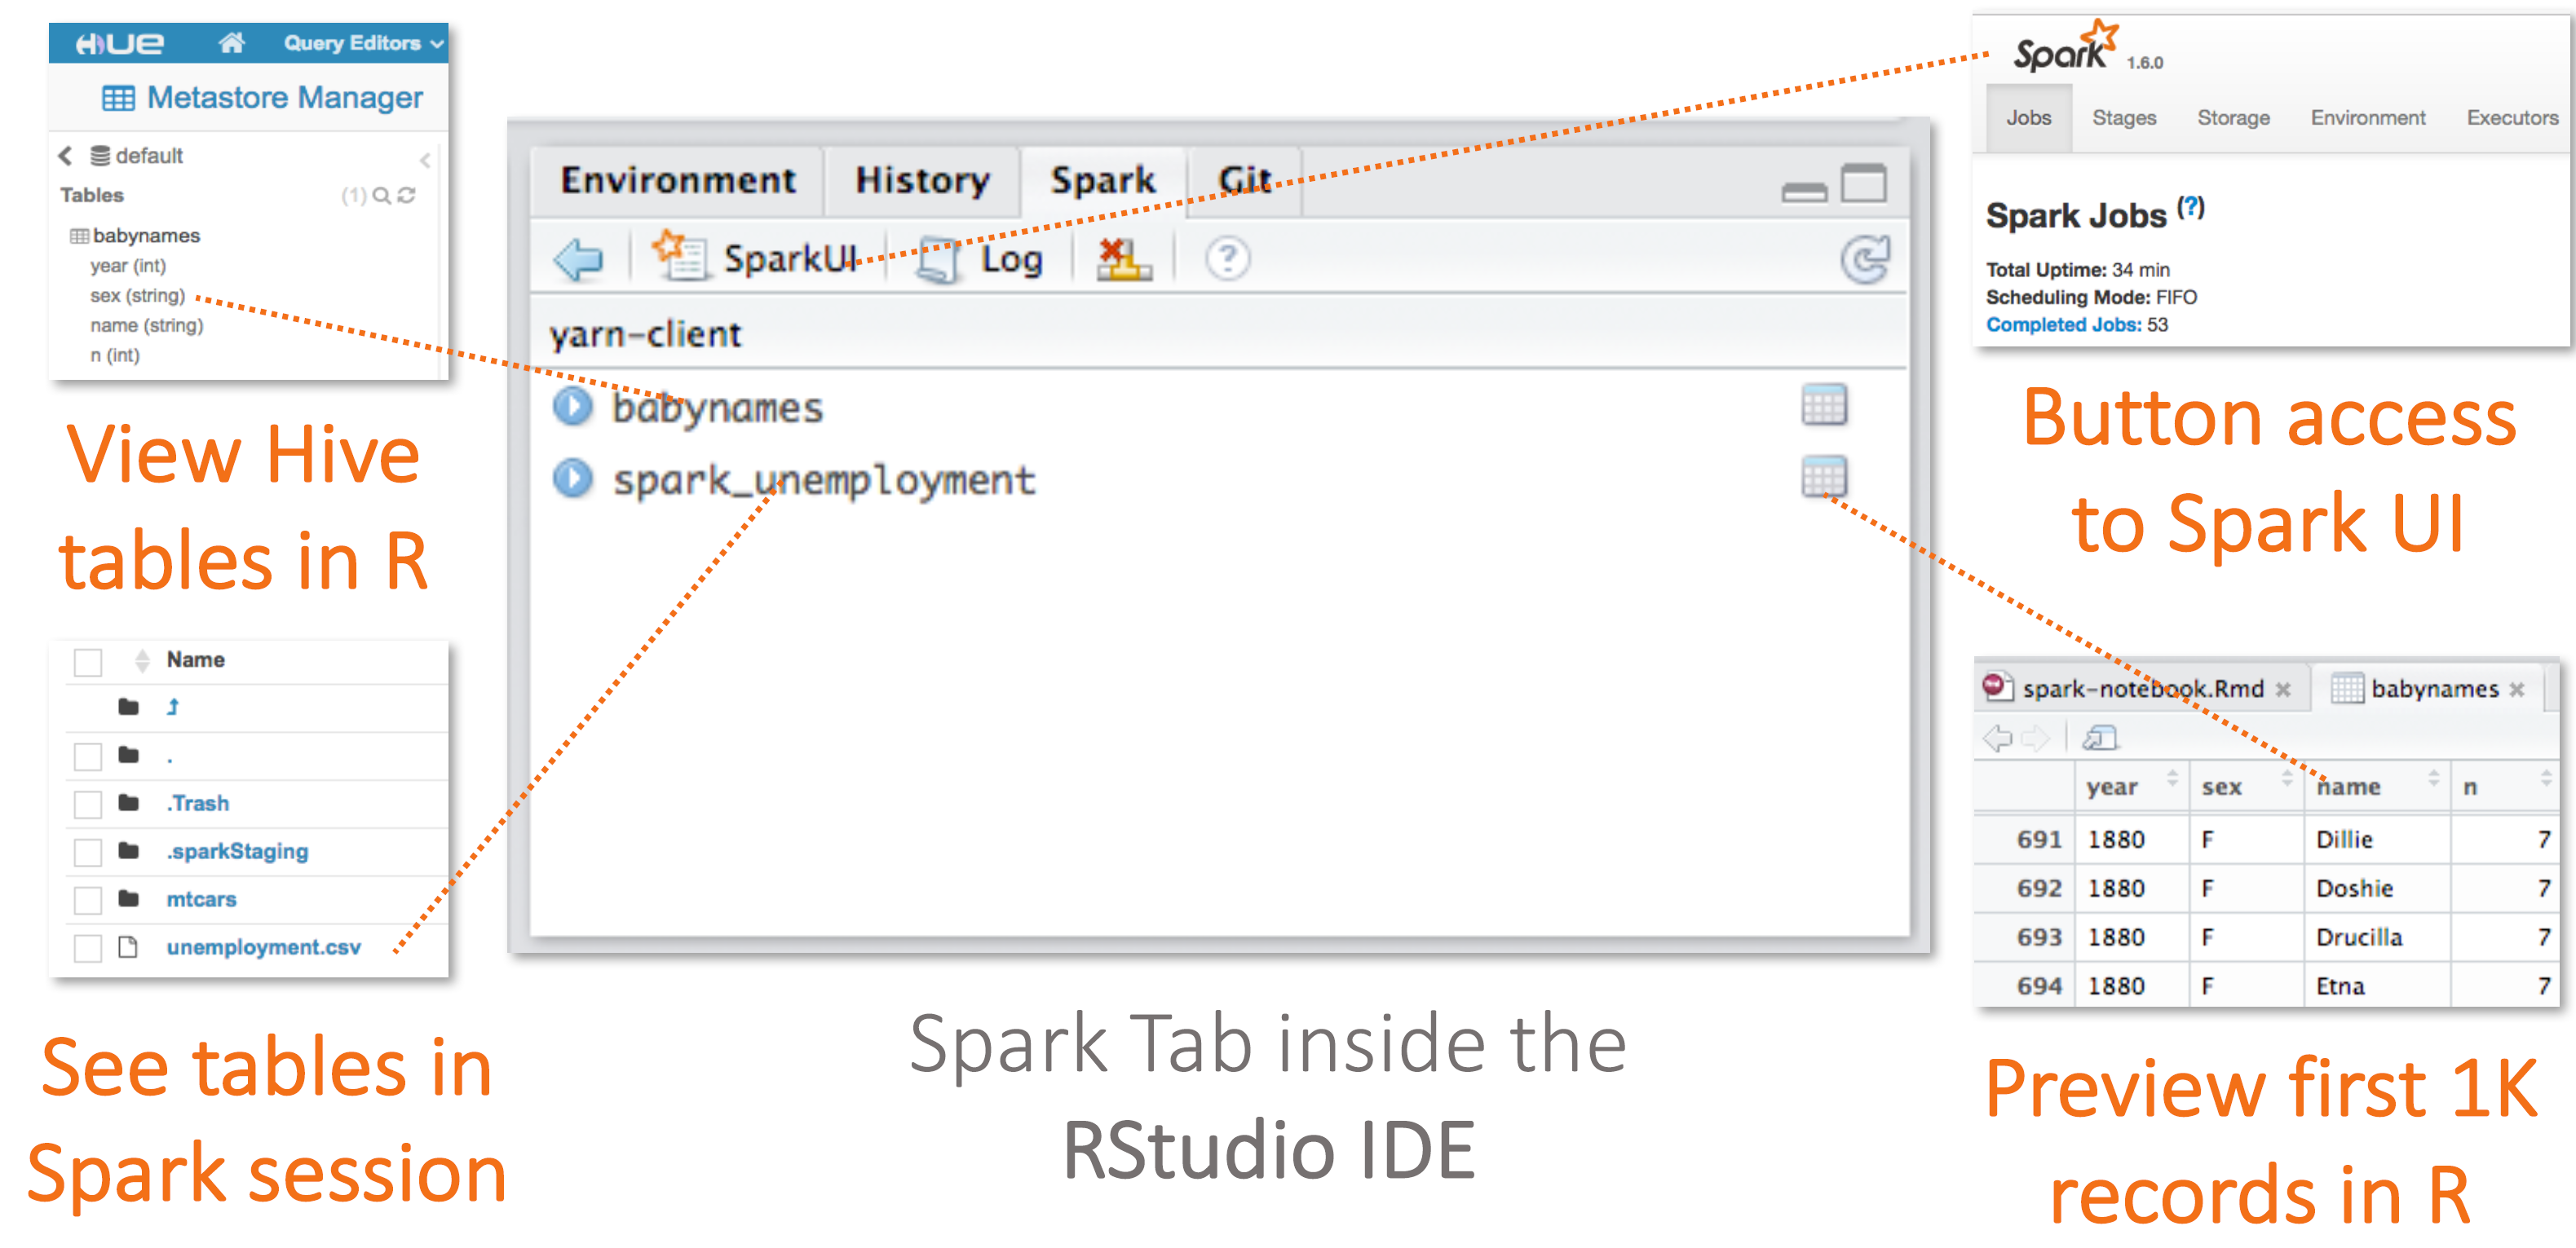 HUE Query Editors
Metastore Manager
default
Tables (1)
babynames
year (int)
sex (string)
name (string)
n (int)
View Hive
tables in R
Name
.
.Trash
.sparkStaging
mtcars
unemployment.csv
See tables in
Spark session
Environment History Spark Git
SparkUI Log ?
yarn-client
babynames
spark_unemployment
Spark Tab inside the
RStudio IDE
Spark 1.6.0
Jobs Stages Storage Environment Executors
Spark Jobs (?)
Total Uptime: 34 min
Scheduling Mode: FIFO
Completed Jobs: 53
Button access
to Spark UI
spark-notebook.Rmd babynames
year sex name n
691 1880 F Dillie 7
692 1880 F Doshie 7
693 1880 F Drucilla 7
694 1880 F Etna 7
Preview first 1K
records in R